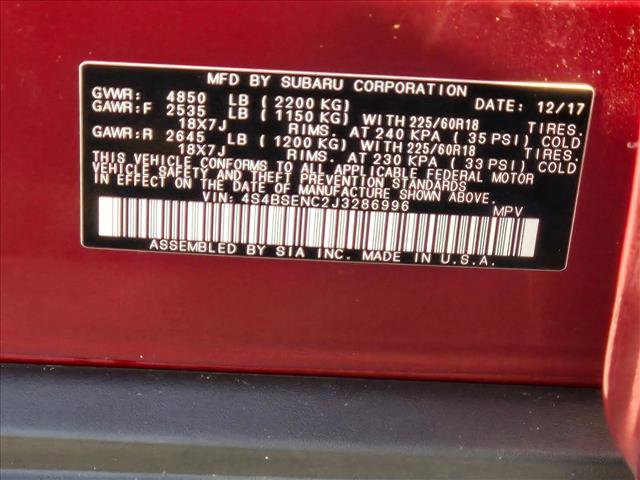 MFD BY SUBARU CORPORATION
GVWR: 4850 LB (2200 KG) DATE: 12/17
GAWR:F 2535 LB (1150 KG) WITH 225/60R18 TIRES,
18X7J RIMS, AT 240 KPA (35 PSI) COLD
GAWR:R 2645 LB (1200 KG) WITH 225/60R18 TIRES,
18X7J RIMS, AT 230 KPA (33 PSI) COLD
THIS VEHICLE CONFORMS TO ALL APPLICABLE FEDERAL MOTOR
VEHICLE SAFETY AND THEFT PREVENTION STANDARDS IN
EFFECT ON THE DATE OF MANUFACTURE SHOWN ABOVE.
VIN: 4S4BSENC2J3286996 MPV
ASSEMBLED BY SIA INC. MADE IN U.S.A.